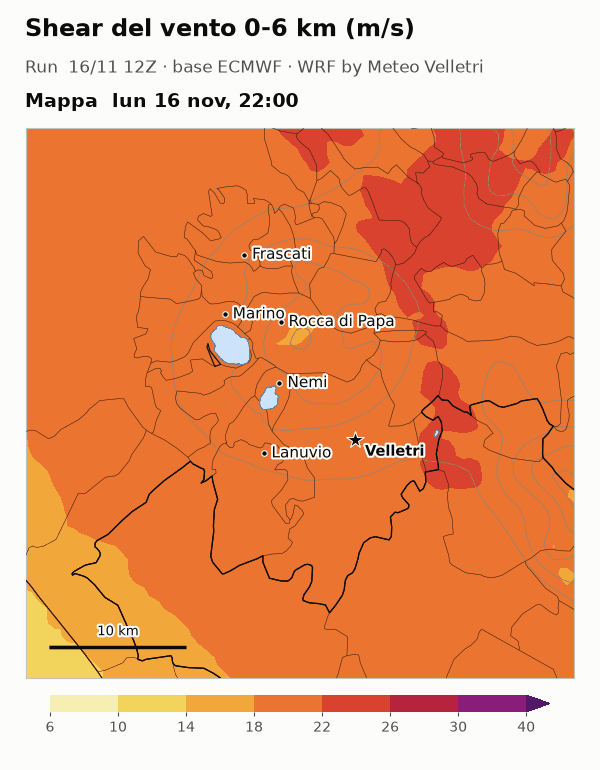 Shear del vento 0-6 km (m/s)
Run  16/11 12Z · base ECMWF · WRF by Meteo Velletri
Mappa  lun 16 nov, 22:00
Frascati
Marino
Rocca di Papa
Nemi
Velletri
Lanuvio
10 km
6 10 14 18 22 26 30 40